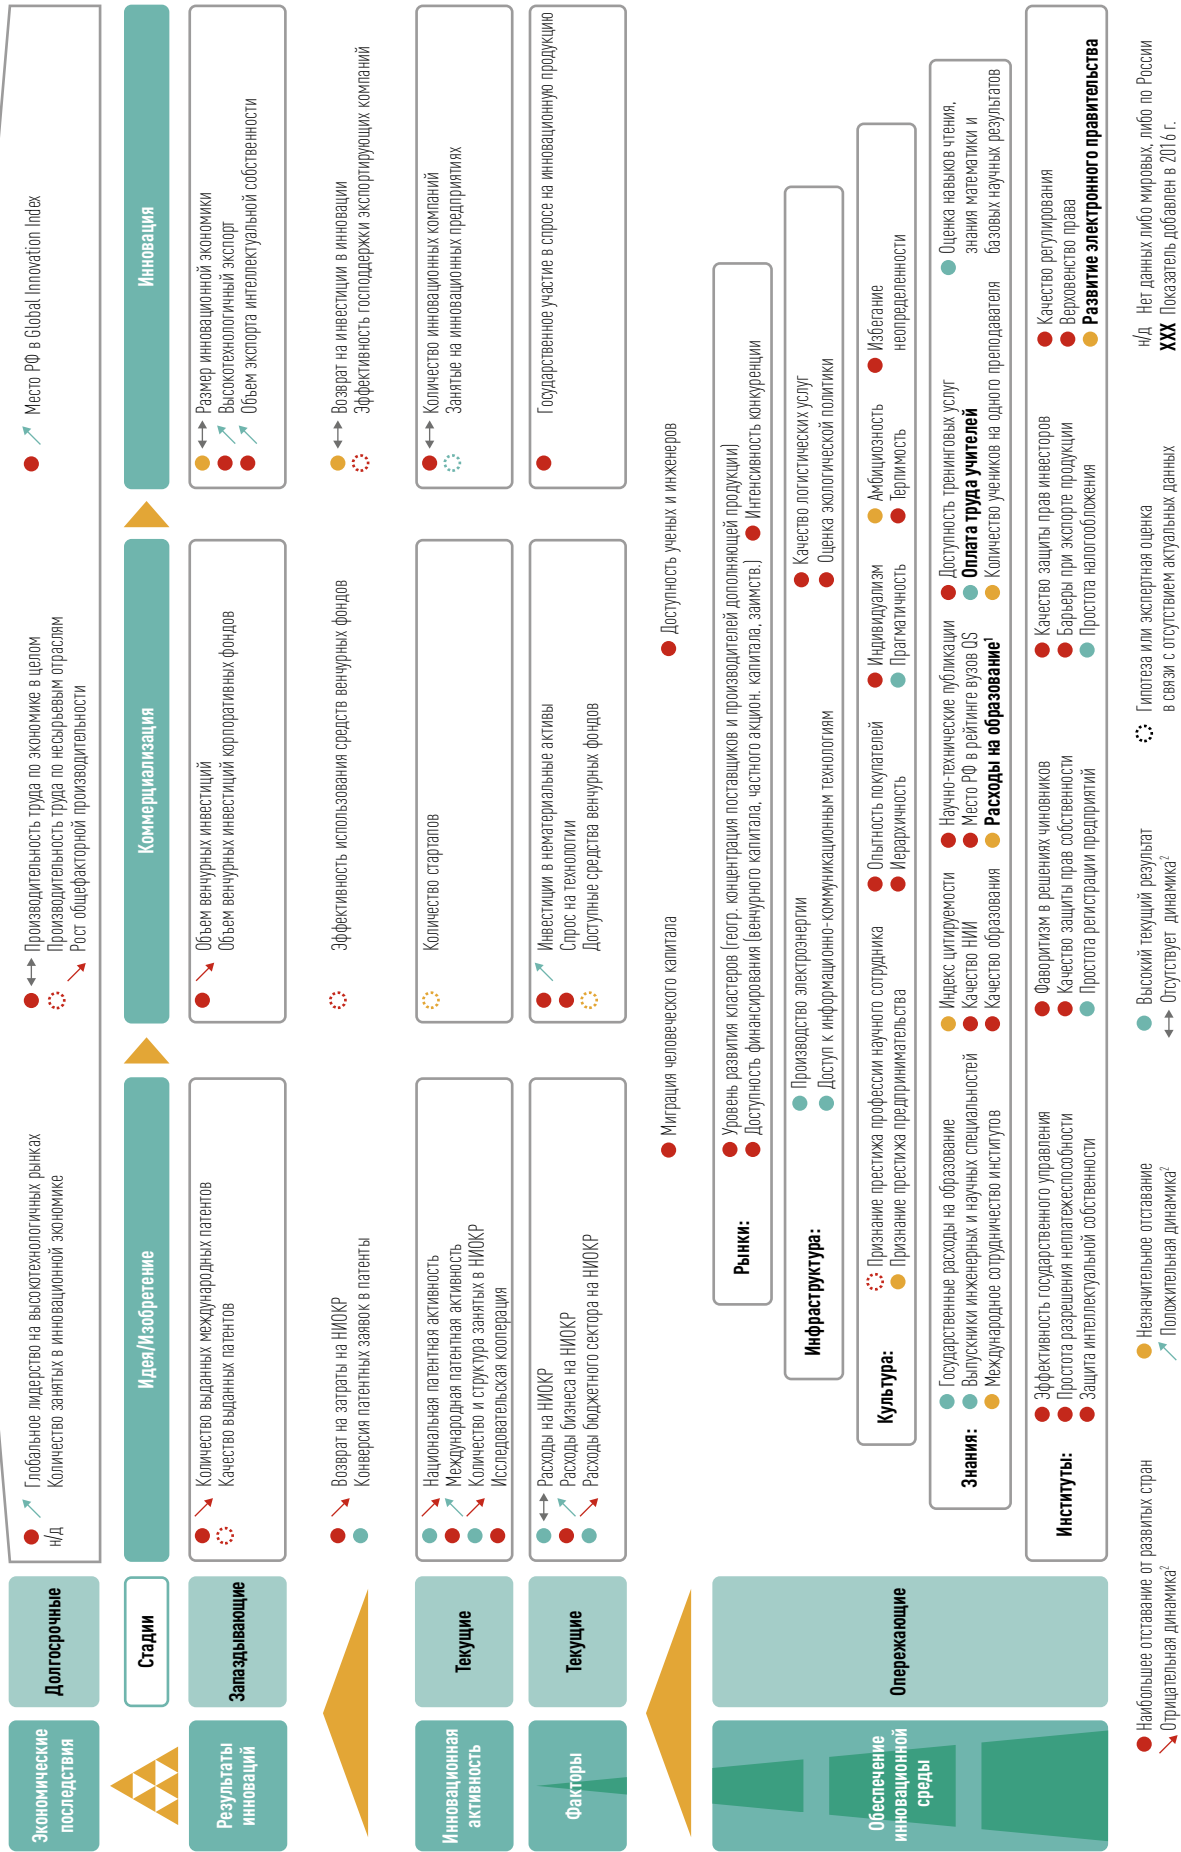 Экономические
последствия
Долгосрочные
Глобальное лидерство на высокотехнологичных рынках
н/д Количество занятых в инновационной экономике
Производительность труда по экономике в целом
Производительность труда по несырьевым отраслям
Рост общефакторной производительности
Место РФ в Global Innovation Index
Стадии
Идея/Изобретение
Коммерциализация
Инновация
Результаты
инноваций
Запаздывающие
Количество выданных международных патентов
Качество выданных патентов
Объем венчурных инвестиций
Объем венчурных инвестиций корпоративных фондов
Размер инновационной экономики
Высокотехнологичный экспорт
Объем экспорта интеллектуальной собственности
Возврат на затраты на НИОКР
Конверсия патентных заявок в патенты
Эффективность использования средств венчурных фондов
Возврат на инвестиции в инновации
Эффективность господдержки экспортирующих компаний
Инновационная
активность
Текущие
Национальная патентная активность
Международная патентная активность
Количество и структура занятых в НИОКР
Исследовательская кооперация
Количество стартапов
Количество инновационных компаний
Занятые на инновационных предприятиях
Факторы
Текущие
Расходы на НИОКР
Расходы бизнеса на НИОКР
Расходы бюджетного сектора на НИОКР
Инвестиции в нематериальные активы
Спрос на технологии
Доступные средства венчурных фондов
Государственное участие в спросе на инновационную продукцию
Миграция человеческого капитала
Доступность ученых и инженеров
Обеспечение
инновационной
среды
Опережающие
Рынки:
Уровень развития кластеров (геогр. концентрация поставщиков и производителей дополняющей продукции)
Доступность финансирования (венчурного капитала, частного акцион. капитала, заимств.)
Интенсивность конкуренции
Инфраструктура:
Производство электроэнергии
Доступ к информационно-коммуникационным технологиям
Качество логистических услуг
Оценка экологической политики
Культура:
Признание престижа профессии научного сотрудника
Признание престижа предпринимательства
Опытность покупателей
Иерархичность
Индивидуализм
Прагматичность
Амбициозность
Терпимость
Избегание
неопределенности
Знания:
Государственные расходы на образование
Выпускники инженерных и научных специальностей
Международное сотрудничество институтов
Индекс цитируемости
Качество НИИ
Качество образования
Научно-технические публикации
Место РФ в рейтинге вузов QS
Расходы на образование¹
Доступность тренинговых услуг
Оплата труда учителей
Количество учеников на одного преподавателя
Оценка навыков чтения,
знания математики и
базовых научных результатов
Институты:
Эффективность государственного управления
Простота разрешения неплатежеспособности
Защита интеллектуальной собственности
Фаворитизм в решениях чиновников
Качество защиты прав собственности
Простота регистрации предприятий
Качество защиты прав инвесторов
Барьеры при экспорте продукции
Простота налогообложения
Качество регулирования
Верховенство права
Развитие электронного правительства
Наибольшее отставание от развитых стран
Отрицательная динамика²
Незначительное отставание
Положительная динамика²
Высокий текущий результат
Отсутствует динамика²
Гипотеза или экспертная оценка
в связи с отсутствием актуальных данных
н/д Нет данных либо мировых, либо по России
XXX Показатель добавлен в 2016 г.